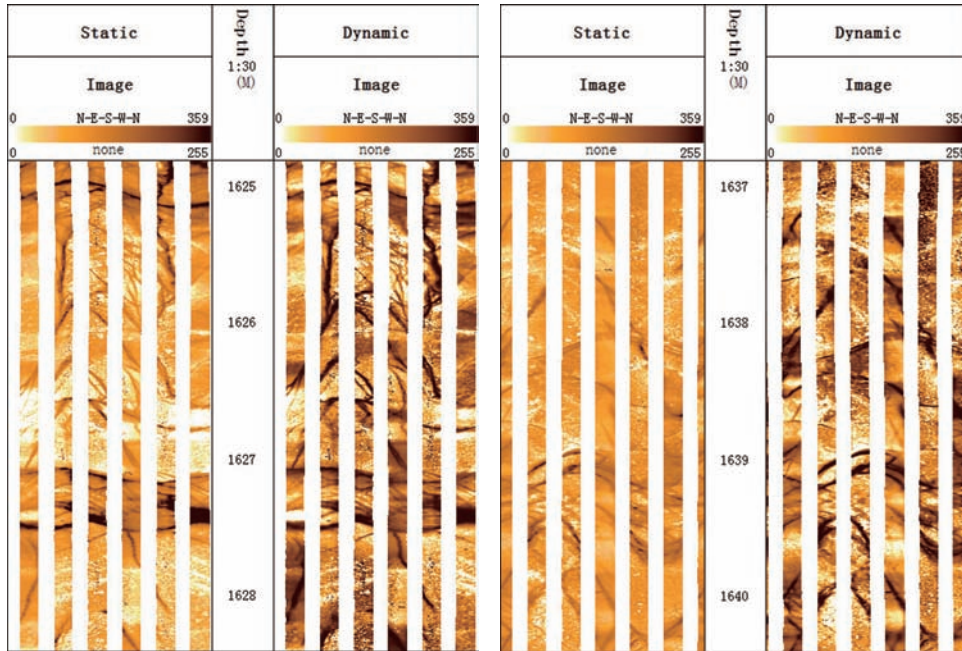 Static
Depth
1:30
(M)
Dynamic
Image
Image
0 N-E-S-W-N 359
0 N-E-S-W-N 359
0 none 255
0 none 255
1625
1626
1627
1628
Static
Depth
1:30
(M)
Dynamic
Image
Image
0 N-E-S-W-N 359
0 N-E-S-W-N 359
0 none 255
0 none 255
1637
1638
1639
1640